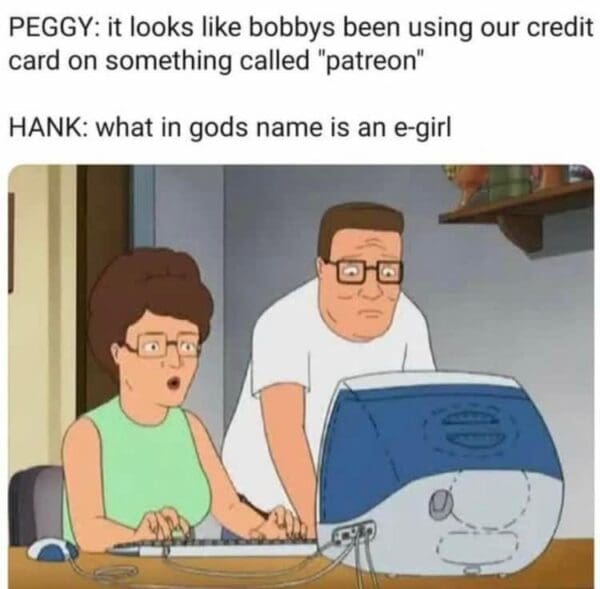 PEGGY: it looks like bobbys been using our credit
card on something called "patreon"
HANK: what in gods name is an e-girl